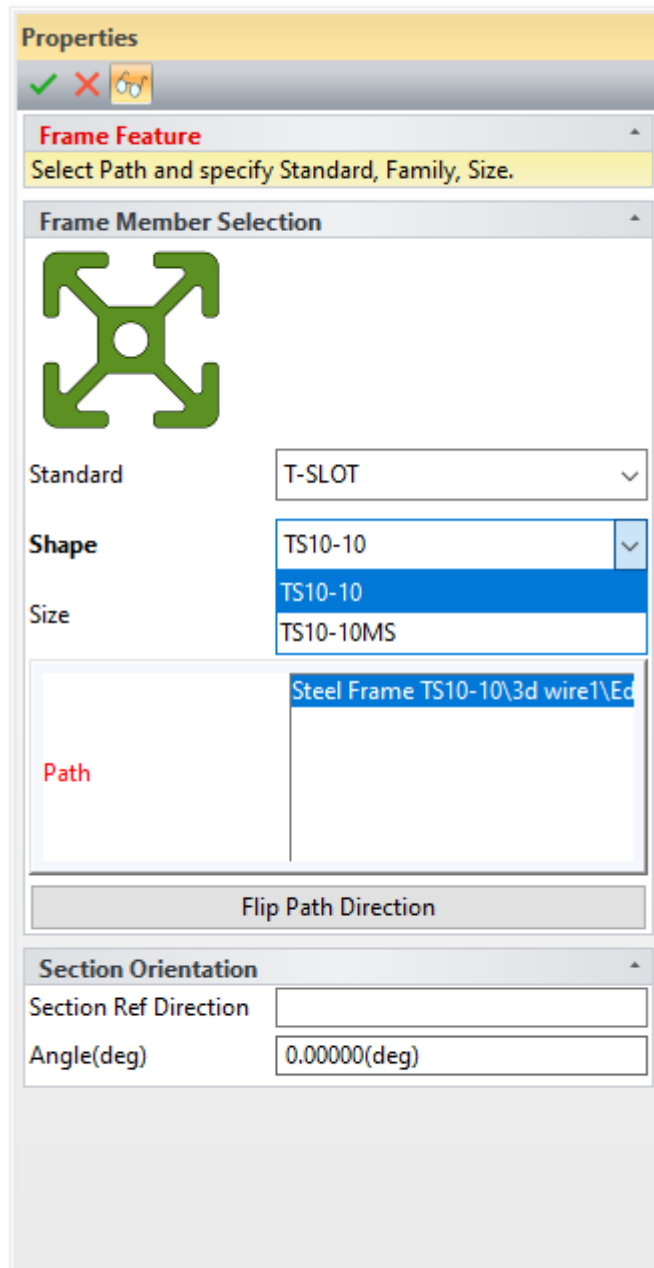 Properties
Frame Feature
Select Path and specify Standard, Family, Size.
Frame Member Selection
Standard T-SLOT
Shape TS10-10
TS10-10
Size
TS10-10MS
Steel Frame TS10-10\3d wire1\Ed
Path
Flip Path Direction
Section Orientation
Section Ref Direction
Angle(deg) 0.00000(deg)